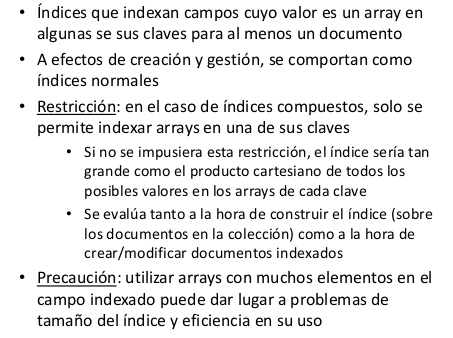 • Índices que indexan campos cuyo valor es un array en
algunas se sus claves para al menos un documento
• A efectos de creación y gestión, se comportan como
índices normales
• Restricción: en el caso de índices compuestos, solo se
permite indexar arrays en una de sus claves
• Si no se impusiera esta restricción, el índice sería tan
grande como el producto cartesiano de todos los
posibles valores en los arrays de cada clave
• Se evalúa tanto a la hora de construir el índice (sobre
los documentos en la colección) como a la hora de
crear/modificar documentos indexados
• Precaución: utilizar arrays con muchos elementos en el
campo indexado puede dar lugar a problemas de
tamaño del índice y eficiencia en su uso